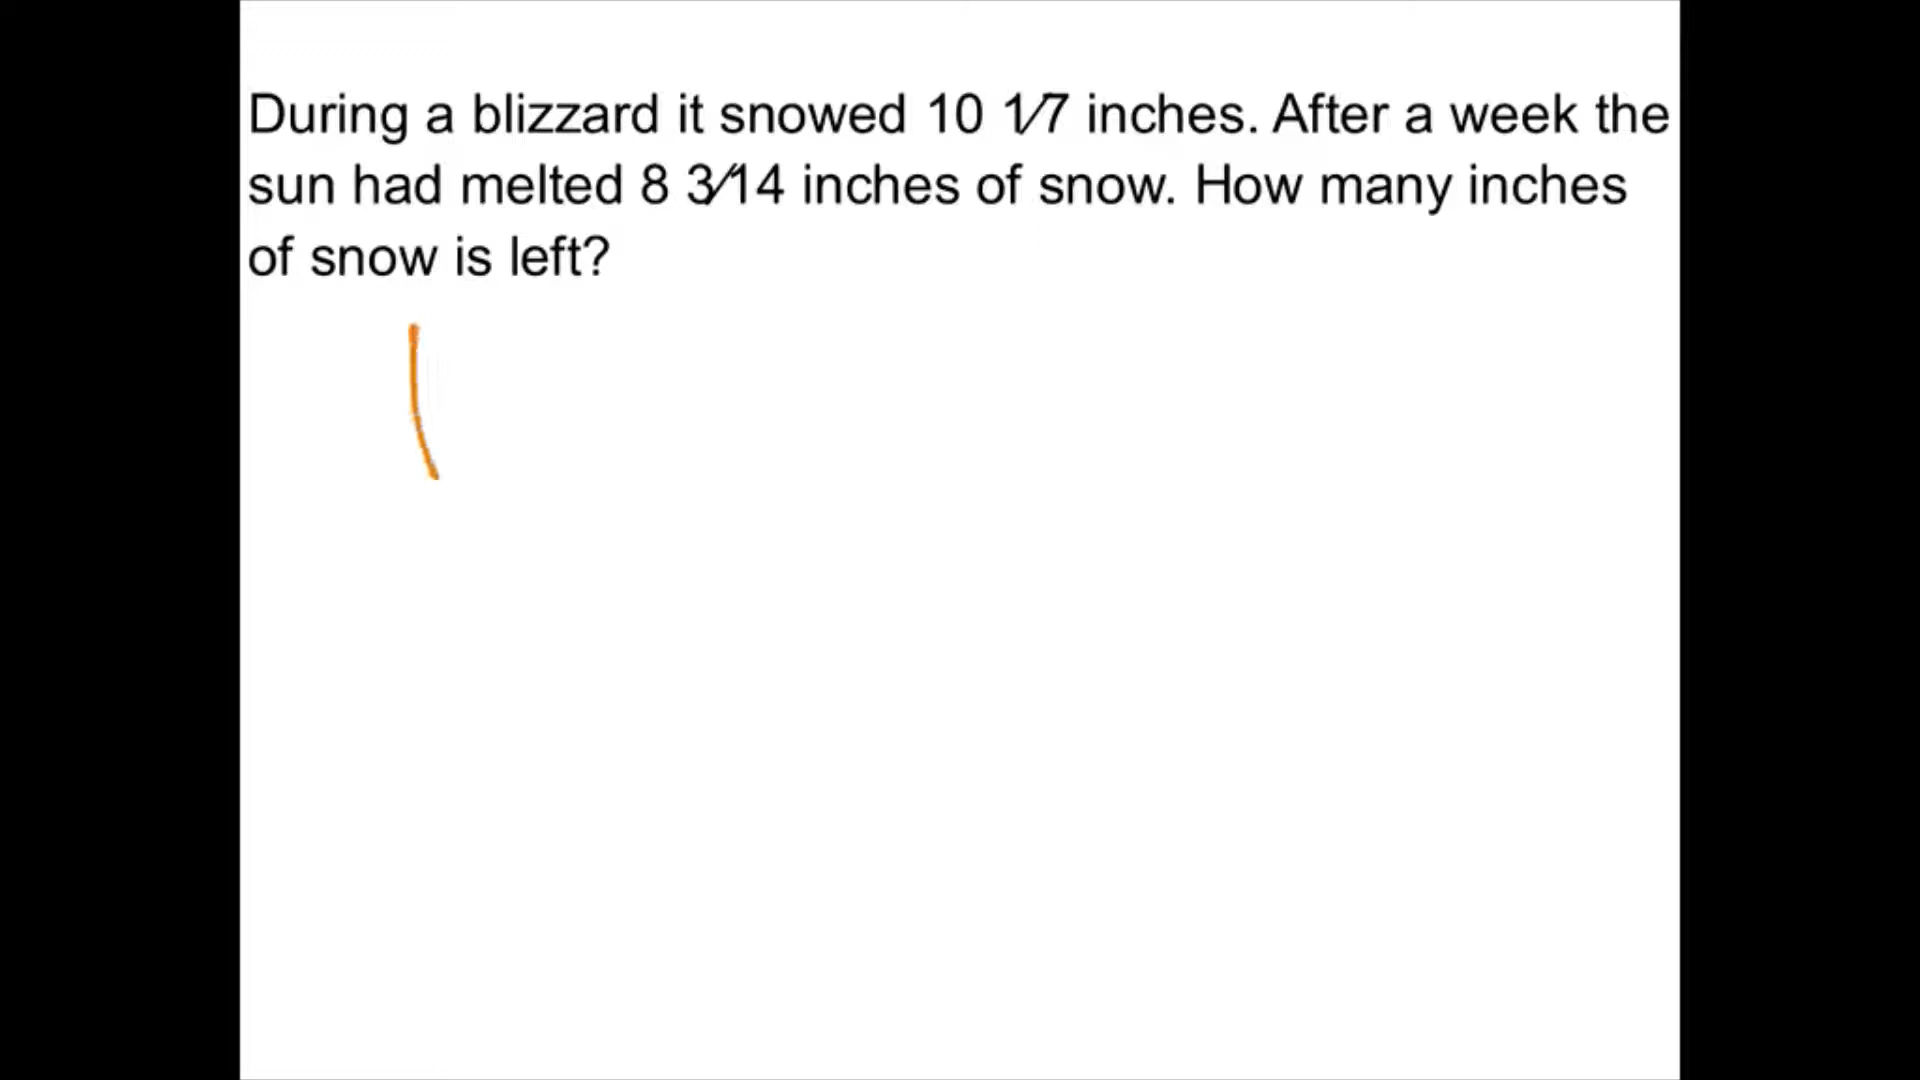 During a blizzard it snowed 10 1⁄7 inches. After a week the
sun had melted 8 3⁄14 inches of snow. How many inches
of snow is left?